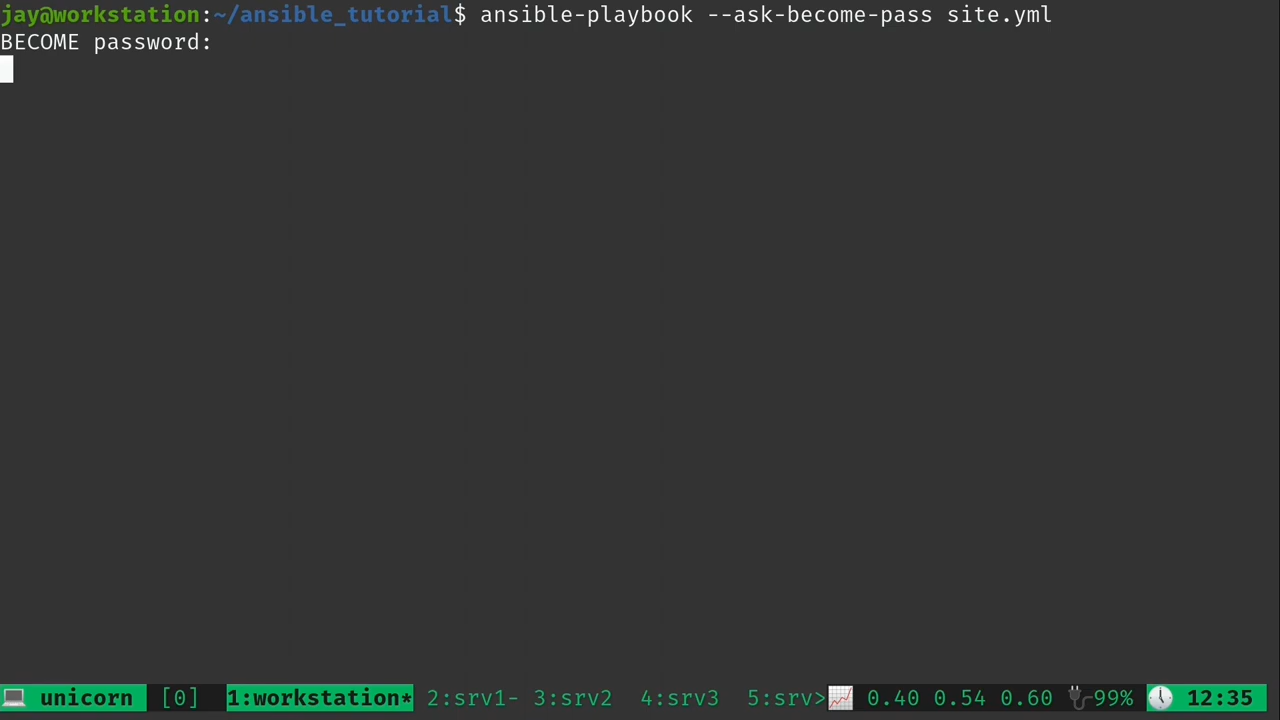 jay@workstation:~/ansible_tutorial$ ansible-playbook --ask-become-pass site.yml
BECOME password:
unicorn [0] 1:workstation* 2:srv1- 3:srv2 4:srv3 5:srv> 0.40 0.54 0.60 99% 12:35